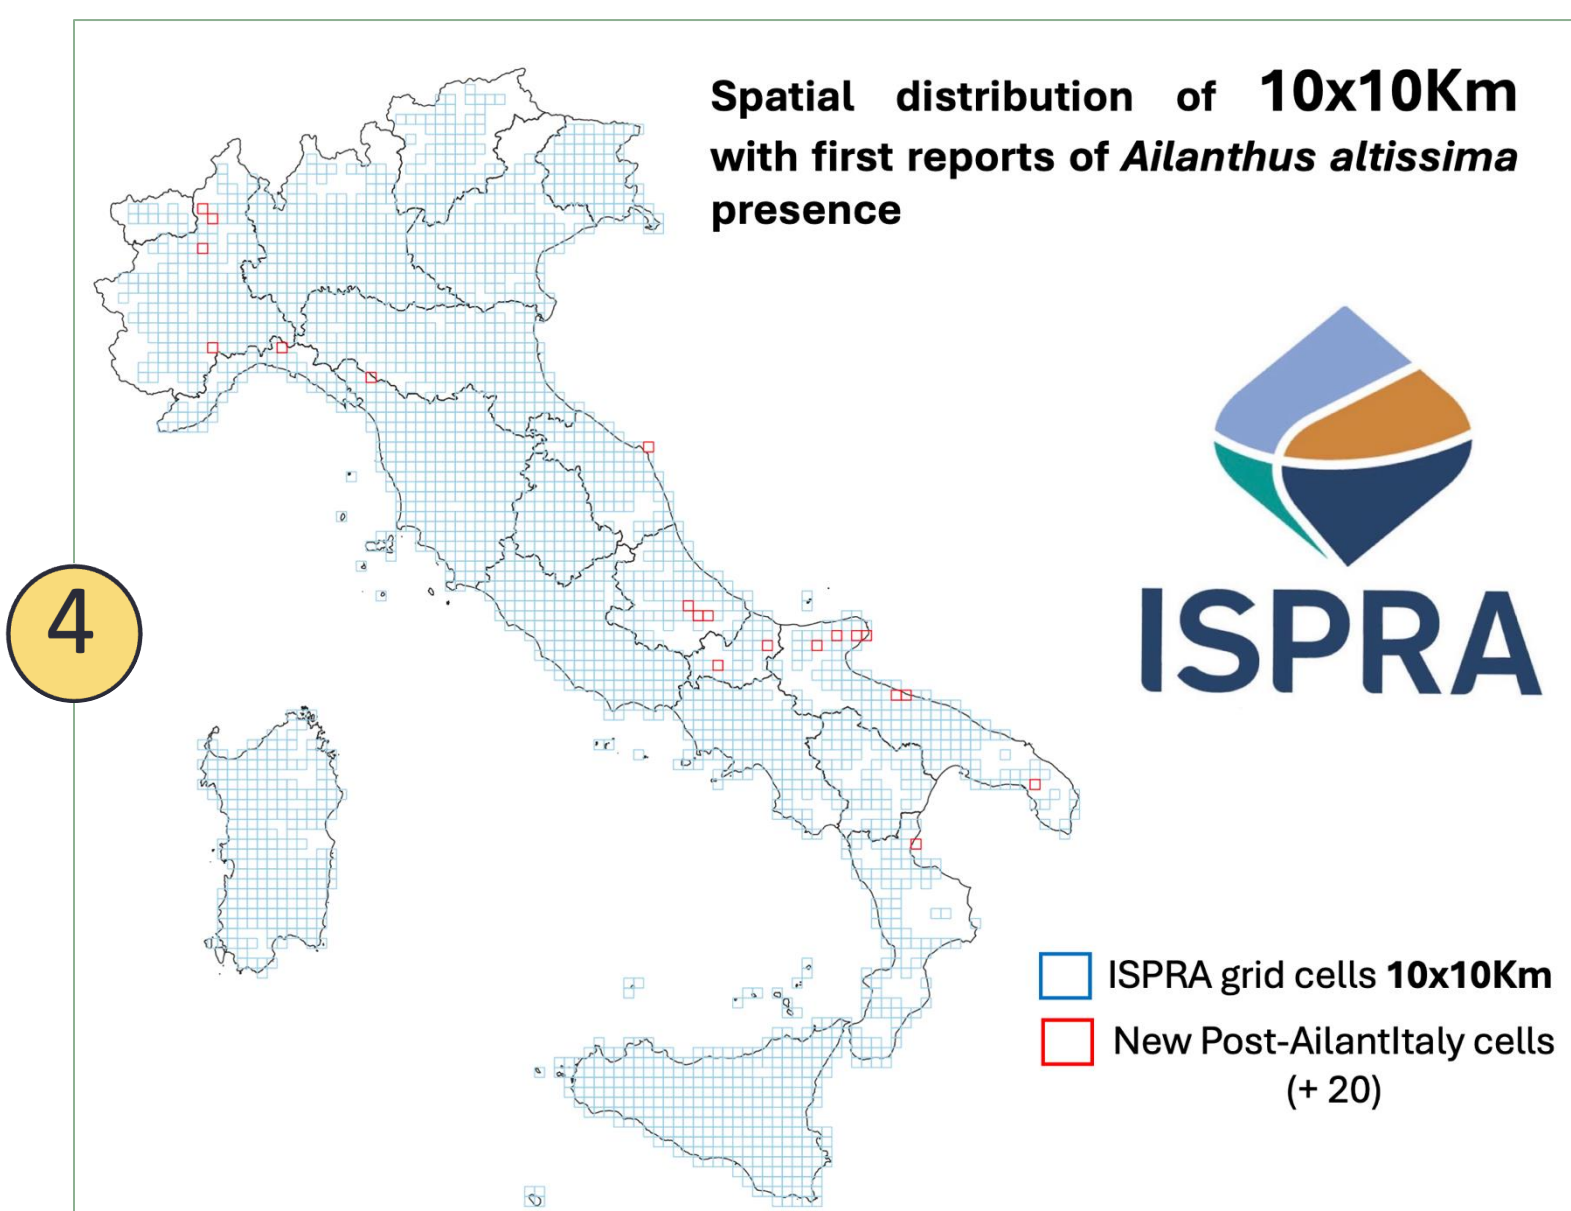 Spatial distribution of 10x10Km
with first reports of Ailanthus altissima
presence
4
ISPRA
ISPRA grid cells 10x10Km
New Post-AilantItaly cells
(+ 20)